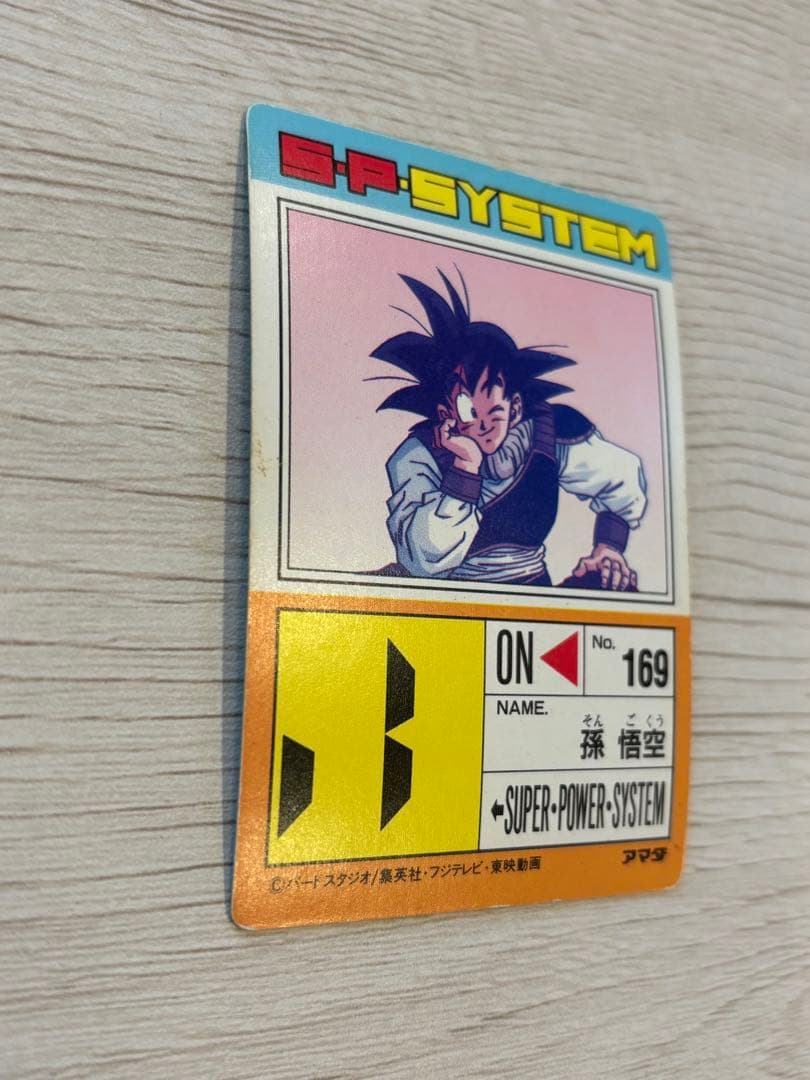 S・P・SYSTEM
ON
No. 169
NAME.
そん ご くう
孫 悟空
←SUPER・POWER・SYSTEM
アマダ
©バードスタジオ/集英社・フジテレビ・東映動画